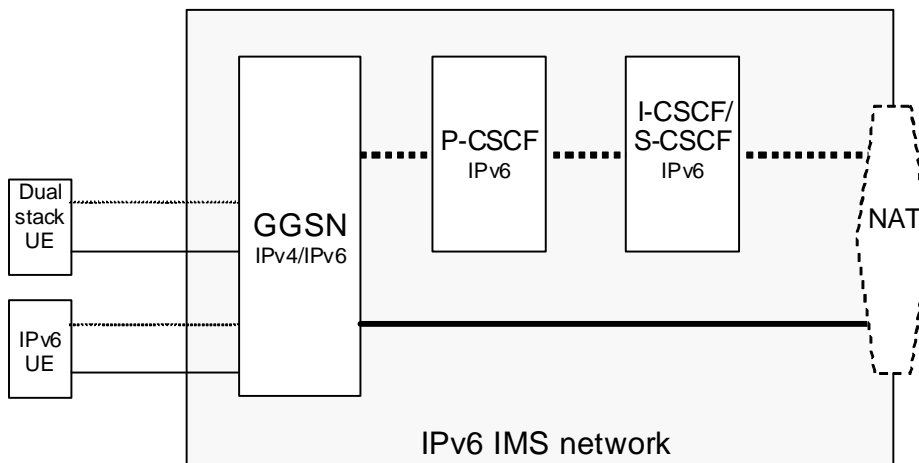 Dual
stack
UE
IPv6
UE
GGSN
IPv4/IPv6
P-CSCF
IPv6
I-CSCF/
S-CSCF
IPv6
NAT
IPv6 IMS network